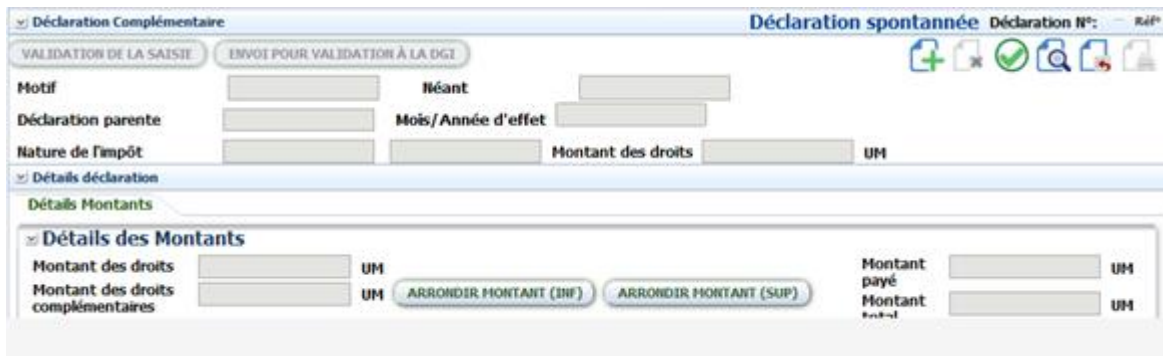 Déclaration Complémentaire Déclaration spontannée Déclaration N°: Réf°
VALIDATION DE LA SAISIE ENVOI POUR VALIDATION À LA DGI
Motif Néant
Déclaration parente Mois/Année d'effet
Nature de l'impôt Montant des droits UM
Détails déclaration
Détails Montants
Détails des Montants
Montant des droits UM Montant payé UM
Montant des droits complémentaires UM ARRONDIR MONTANT (INF) ARRONDIR MONTANT (SUP) Montant total UM